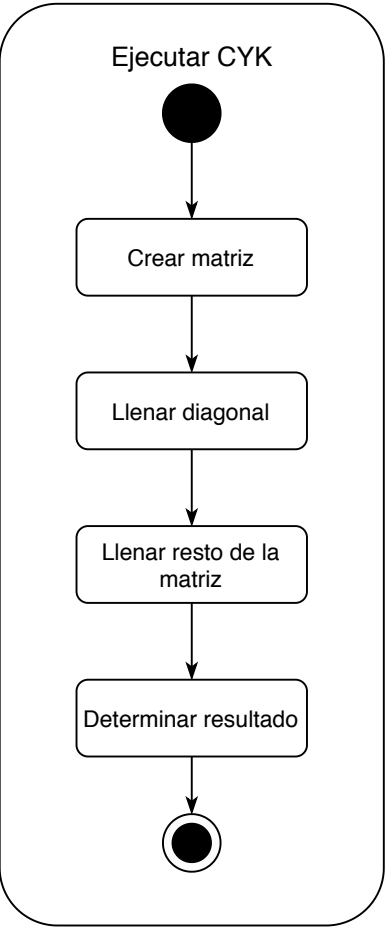 Ejecutar CYK
Crear matriz
Llenar diagonal
Llenar resto de la
matriz
Determinar resultado